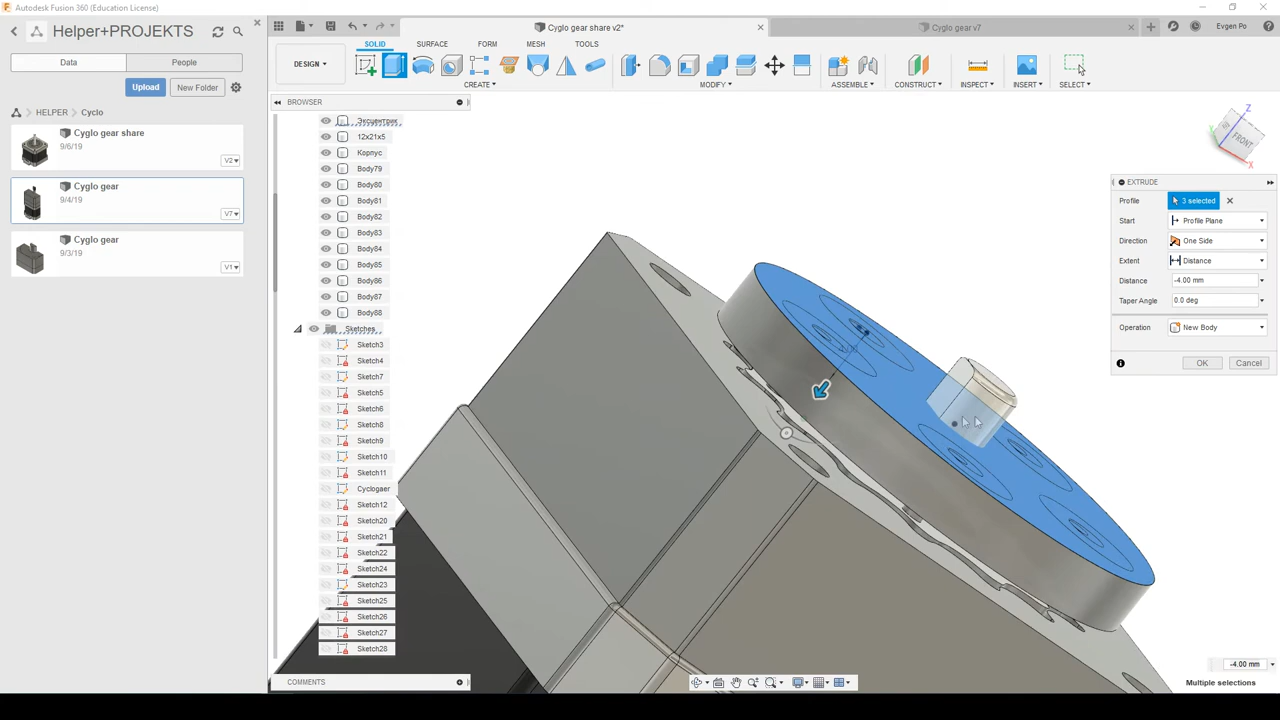 Autodesk Fusion 360 (Education License)
Helper+PROJEKTS
Data
People
Upload
New Folder
HELPER
Cyclo
Cyglo gear share
9/6/19
V2
Cyglo gear
9/4/19
V7
Cyglo gear
9/3/19
V1
Cyglo gear share v2*
Cyglo gear v7
Evgen Po
DESIGN
SOLID
SURFACE
FORM
MESH
TOOLS
CREATE
MODIFY
ASSEMBLE
CONSTRUCT
INSPECT
INSERT
SELECT
BROWSER
Эксцентрик
12x21x5
Корпус
Body79
Body80
Body81
Body82
Body83
Body84
Body85
Body86
Body87
Body88
Sketches
Sketch3
Sketch4
Sketch7
Sketch5
Sketch6
Sketch8
Sketch9
Sketch10
Sketch11
Cyclogaer
Sketch12
Sketch20
Sketch21
Sketch22
Sketch24
Sketch23
Sketch25
Sketch26
Sketch27
Sketch28
COMMENTS
Z
FRONT
X
EXTRUDE
Profile
3 selected
Start
Profile Plane
Direction
One Side
Extent
Distance
Distance
-4.00 mm
Taper Angle
0.0 deg
Operation
New Body
OK
Cancel
-4.00 mm
Multiple selections